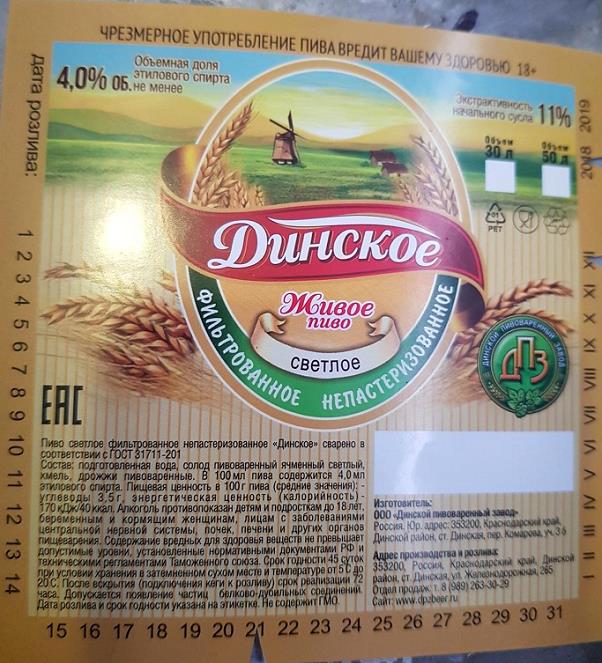 ЧРЕЗМЕРНОЕ УПОТРЕБЛЕНИЕ ПИВА ВРЕДИТ ВАШЕМУ ЗДОРОВЬЮ 18+
дата розлива:
4,0% ОБ.
Объемная доля
этилового спирта
не менее
Экстрактивность
начального сусла
11%
Объем
30 л
Объем
50 л
2018 2019
01
PET
Динское
Живое
пиво
светлое
ФИЛЬТРОВАННОЕ НЕПАСТЕРИЗОВАННОЕ
ДИНСКОЙ ПИВОВАРЕННЫЙ ЗАВОД
ДПЗ
EAC
Пиво светлое фильтрованное непастеризованное «Динское» сварено в
соответствии с ГОСТ 31711-201
Состав: подготовленная вода, солод пивоваренный ячменный светлый,
хмель, дрожжи пивоварные. В 100 мл пива содержится 4,0 мл
этилового спирта. Пищевая ценность в 100 г пива (средние значения): -
углеводы 3,5 г, энергетическая ценность (калорийность) -
170 кДж/40 ккал. Алкоголь противопоказан детям и подросткам до 18 лет,
беременным и кормящим женщинам, лицам с заболеваниями
центральной нервной системы, почек, печени и других органов
пищеварения. Содержание вредных для здоровья веществ не превышает
допустимые уровни, установленные нормативными документами РФ и
техническими регламентами Таможенного союза. Срок годности 45 суток
при условии хранения в затемненном сухом месте и температуре от 5 С до
20 С. После вскрытия (подключения кеги к розливу) срок реализации 72
часа. Допускается появление частиц белково-дубильных соединений.
Дата розлива и срок годности указана на этикетке. Не содержит ГМО.
Изготовитель:
ООО «Динской пивоваренный завод»
Россия. Юр. адрес: 353200, Краснодарский край,
Динской район, ст. Динская, пер. Комарова, уч. 3 б
Адрес производства и розлива:
353200, Россия, Краснодарский край, Динской
район, ст. Динская, ул. Железнодорожная, 265
Отдел продаж: т. 8 (989) 263-30-29
Сайт: www.dpzbeer.ru
1 2 3 4 5 6 7 8 9 10 11 12 13 14
15 16 17 18 19 20 21 22 23 24 25 26 27 28 29 30 31
I II III IV V VI VII VIII IX X XI XII